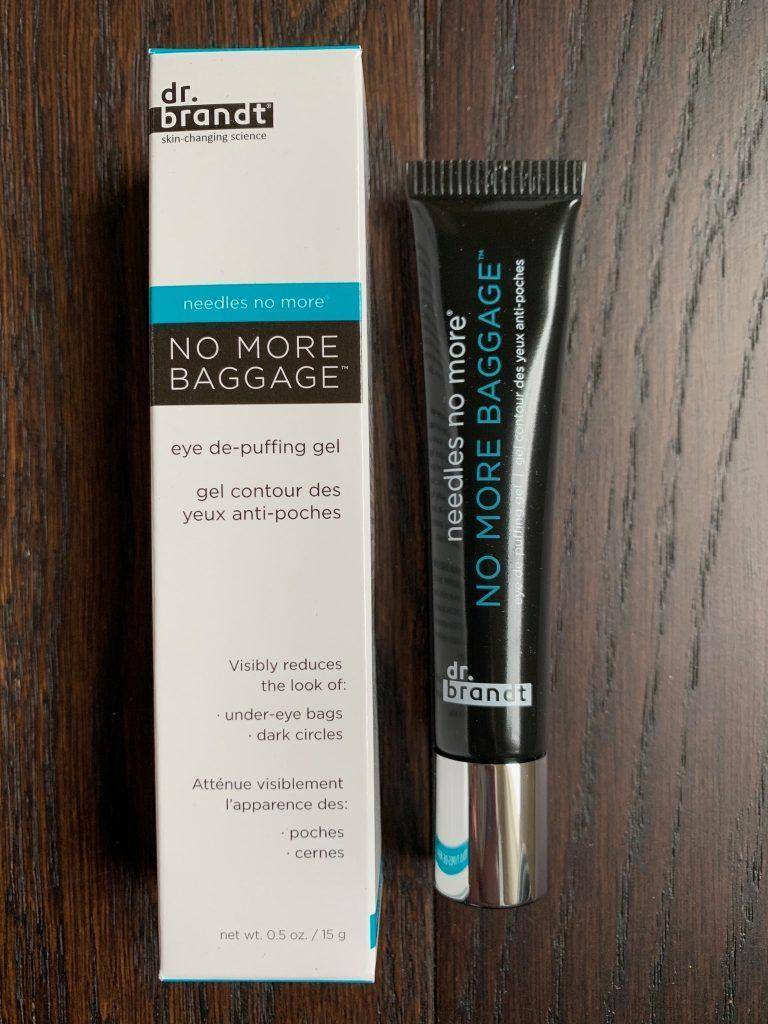 dr.
brandt®
skin-changing science
needles no more®
NO MORE
BAGGAGE™
eye de-puffing gel
gel contour des
yeux anti-poches
Visibly reduces
the look of:
· under-eye bags
· dark circles
Atténue visiblement
l'apparence des:
· poches
· cernes
net wt. 0.5 oz. / 15 g
needles no more®
NO MORE BAGGAGE™
eye de-puffing gel | gel contour des yeux anti-poches
dr.
brandt